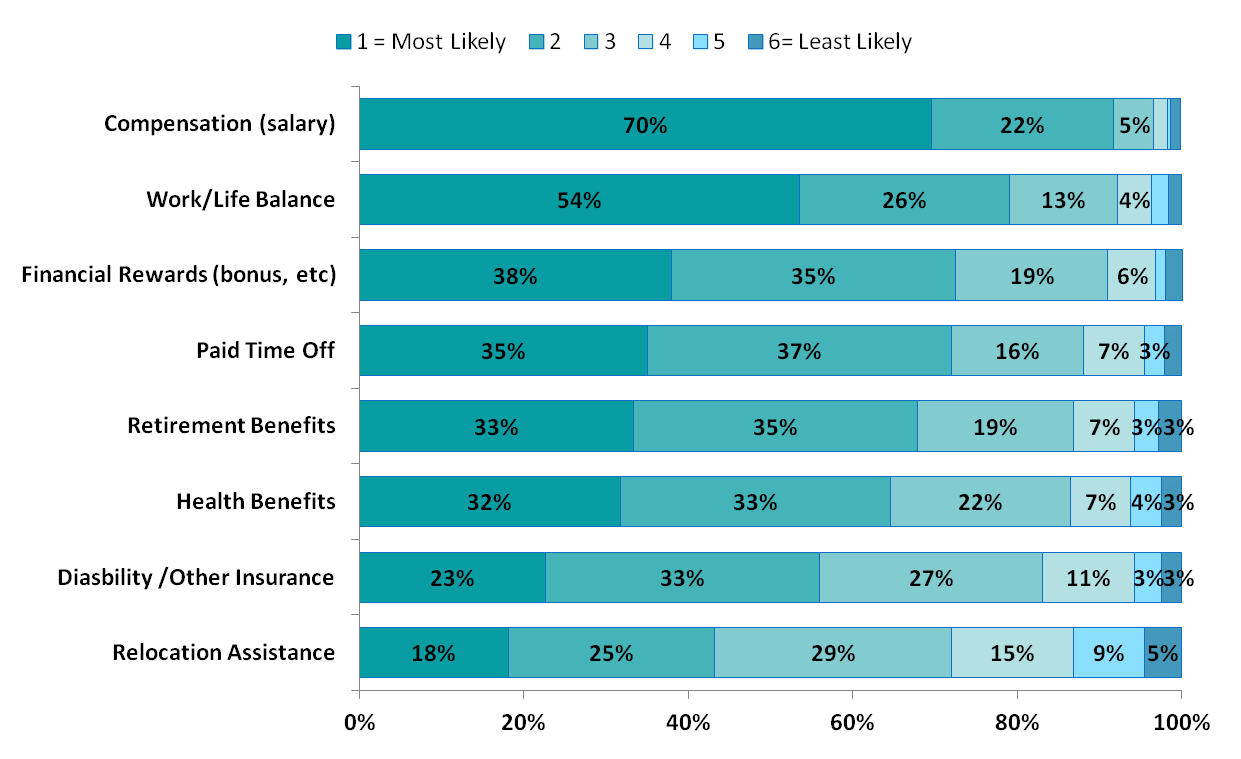 1 = Most Likely 2 3 4 5 6= Least Likely
Compensation (salary) 70% 22% 5%
Work/Life Balance 54% 26% 13% 4%
Financial Rewards (bonus, etc) 38% 35% 19% 6%
Paid Time Off 35% 37% 16% 7% 3%
Retirement Benefits 33% 35% 19% 7% 3% 3%
Health Benefits 32% 33% 22% 7% 4% 3%
Diasbility /Other Insurance 23% 33% 27% 11% 3% 3%
Relocation Assistance 18% 25% 29% 15% 9% 5%
0% 20% 40% 60% 80% 100%